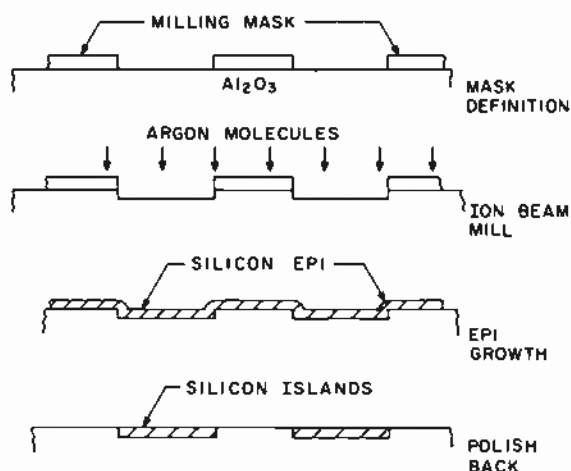 MILLING MASK
Al₂O₃
MASK
DEFINITION
ARGON MOLECULES
ION BEAM
MILL
SILICON EPI
EPI
GROWTH
SILICON ISLANDS
POLISH
BACK